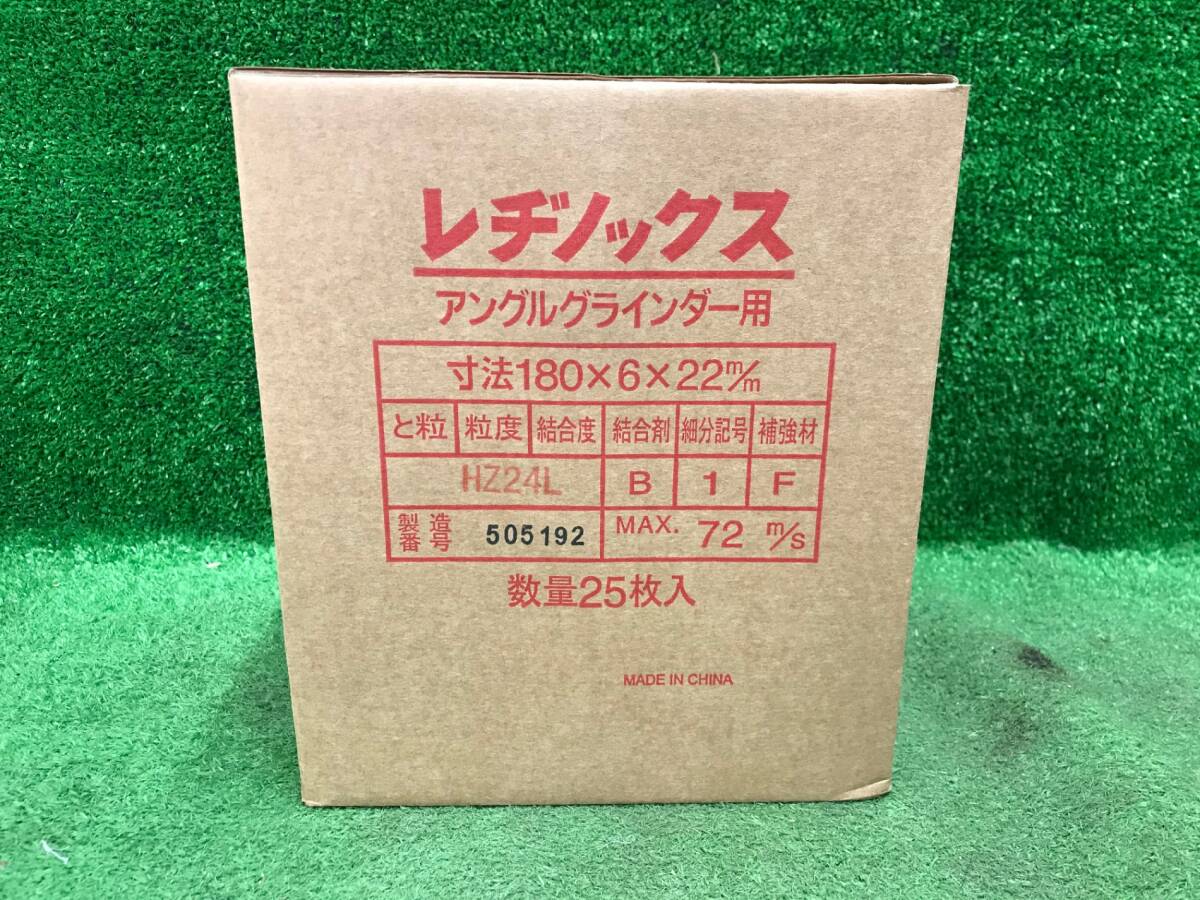 レヂノックス
アングルグラインダー用
寸法180×6×22m/m
と粒 粒度 結合度 結合剤 細分記号 補強材
HZ24L B 1 F
製造番号 505192 MAX. 72 m/s
数量25枚入
MADE IN CHINA